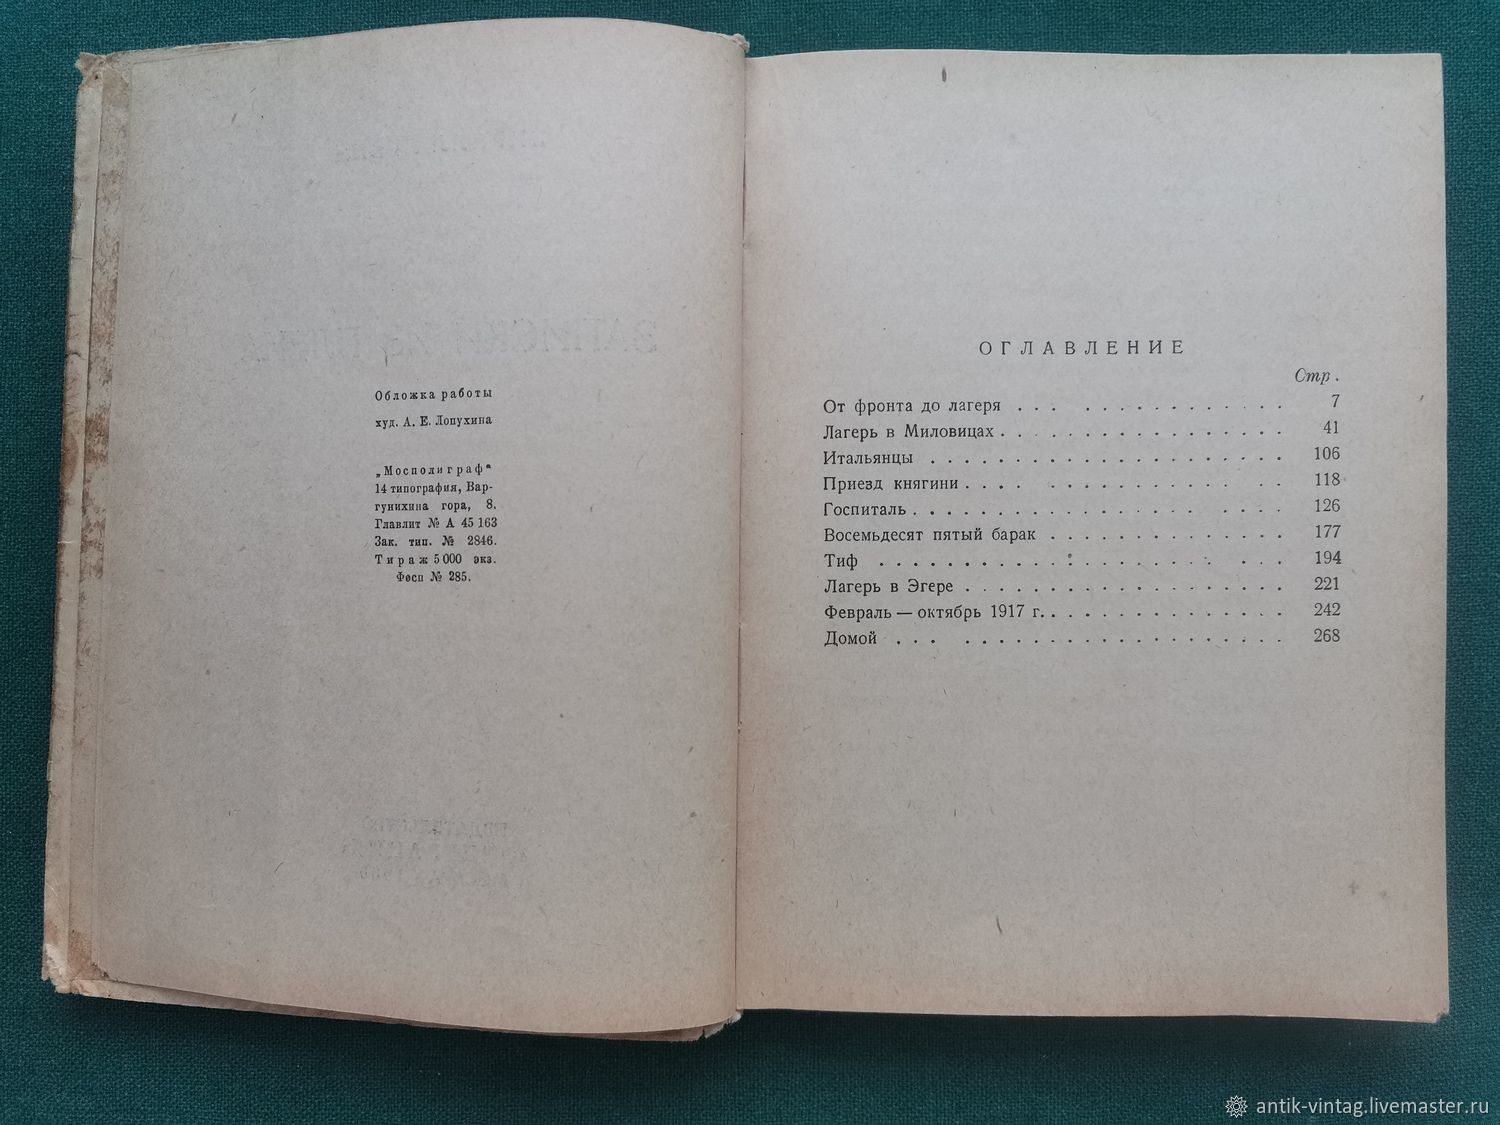 Обложка работы
худ. А. Е. Лопухина
„Мосполиграф“
14 типография, Вар-
гунихина гора, 8.
Главлит № А 45 163
Зак. тип. № 2846.
Тираж 5 000 экз.
Фосп № 285.
ОГЛАВЛЕНИЕ
Стр.
От фронта до лагеря . . . . . . . . . . . . . . . 7
Лагерь в Миловицах . . . . . . . . . . . . . . . 41
Итальянцы . . . . . . . . . . . . . . . 106
Приезд княгини . . . . . . . . . . . . . . . 118
Госпиталь . . . . . . . . . . . . . . . 126
Восемьдесят пятый барак . . . . . . . . . . . . . . 177
Тиф . . . . . . . . . . . . . . . 194
Лагерь в Эгере . . . . . . . . . . . . . . . 221
Февраль — октябрь 1917 г. . . . . . . . . . . . . . . 242
Домой . . . . . . . . . . . . . . . 268
antik-vintag.livemaster.ru